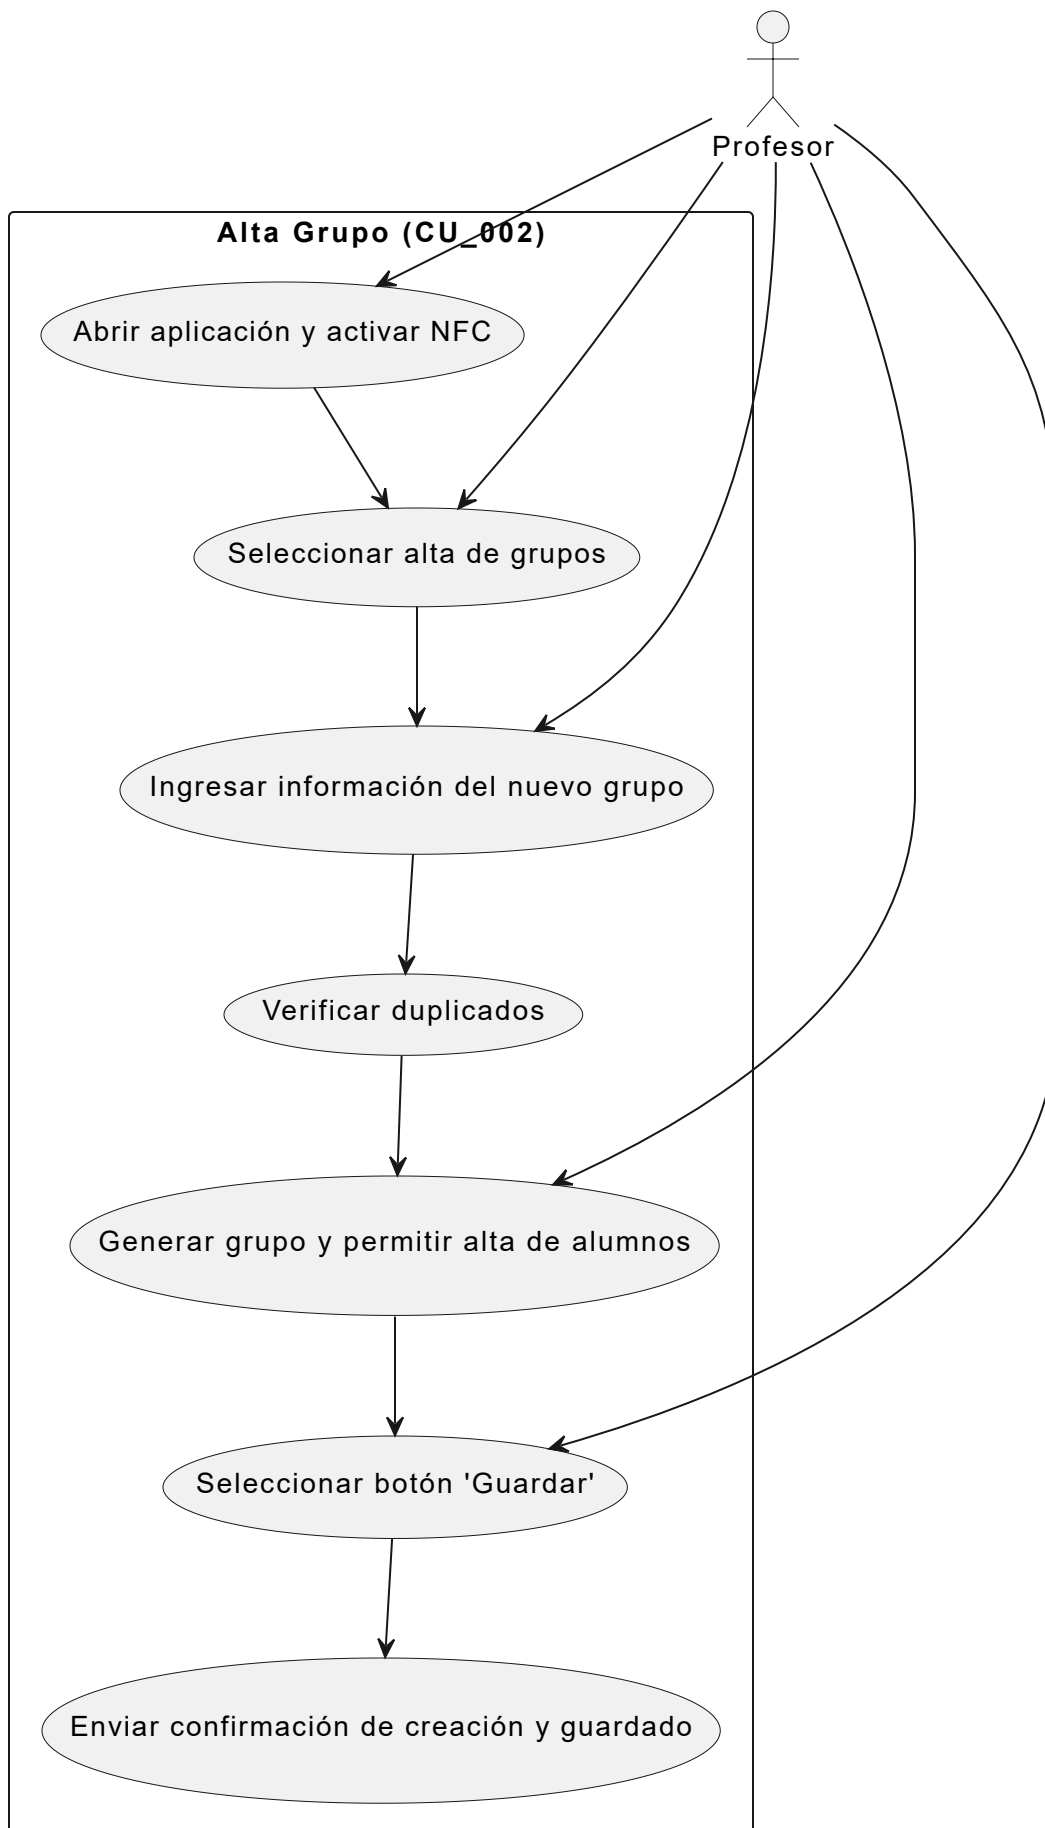 Profesor
Alta Grupo (CU_002)
Abrir aplicación y activar NFC
Seleccionar alta de grupos
Ingresar información del nuevo grupo
Verificar duplicados
Generar grupo y permitir alta de alumnos
Seleccionar botón 'Guardar'
Enviar confirmación de creación y guardado